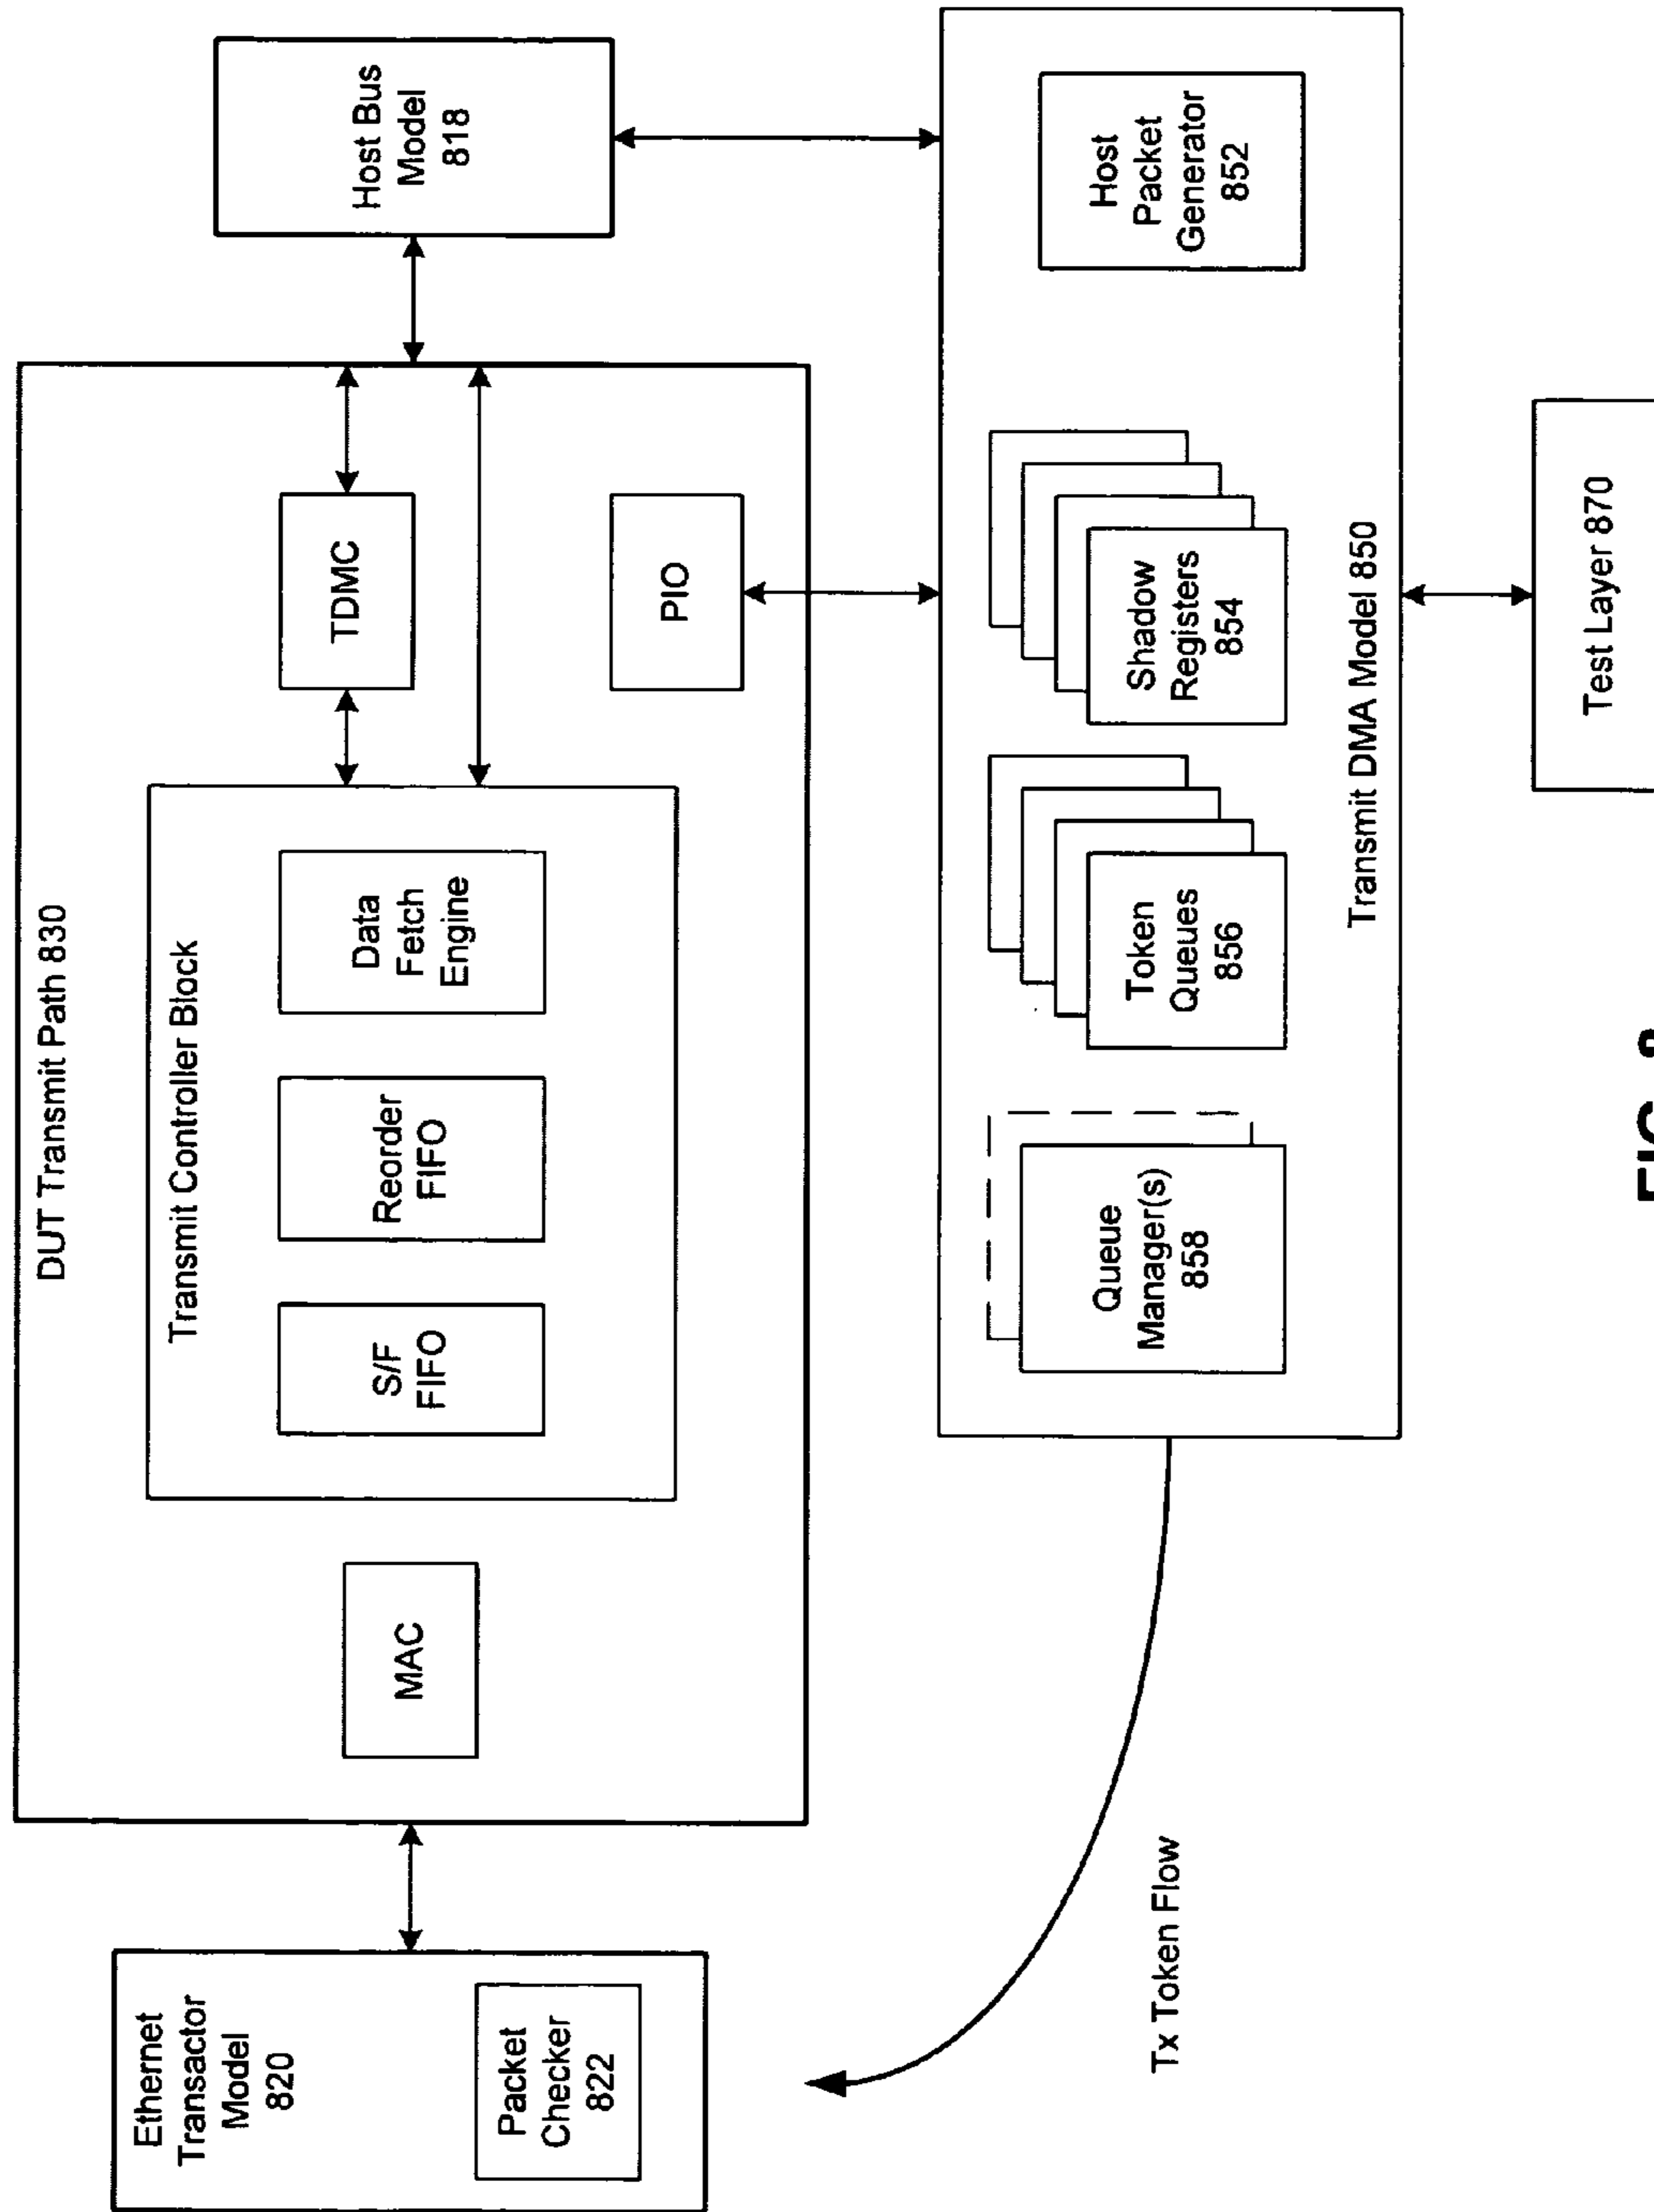 DUT Transmit Path 830
Ethernet
Transactor
Model
820
Packet
Checker
822
MAC
Transmit Controller Block
S/F
FIFO
Reorder
FIFO
Data
Fetch
Engine
TDMC
PIO
Host Bus
Model
818
Tx Token Flow
Queue
Manager(s)
858
Token
Queues
856
Shadow
Registers
854
Host
Packet
Generator
852
Transmit DMA Model 850
Test Layer 870